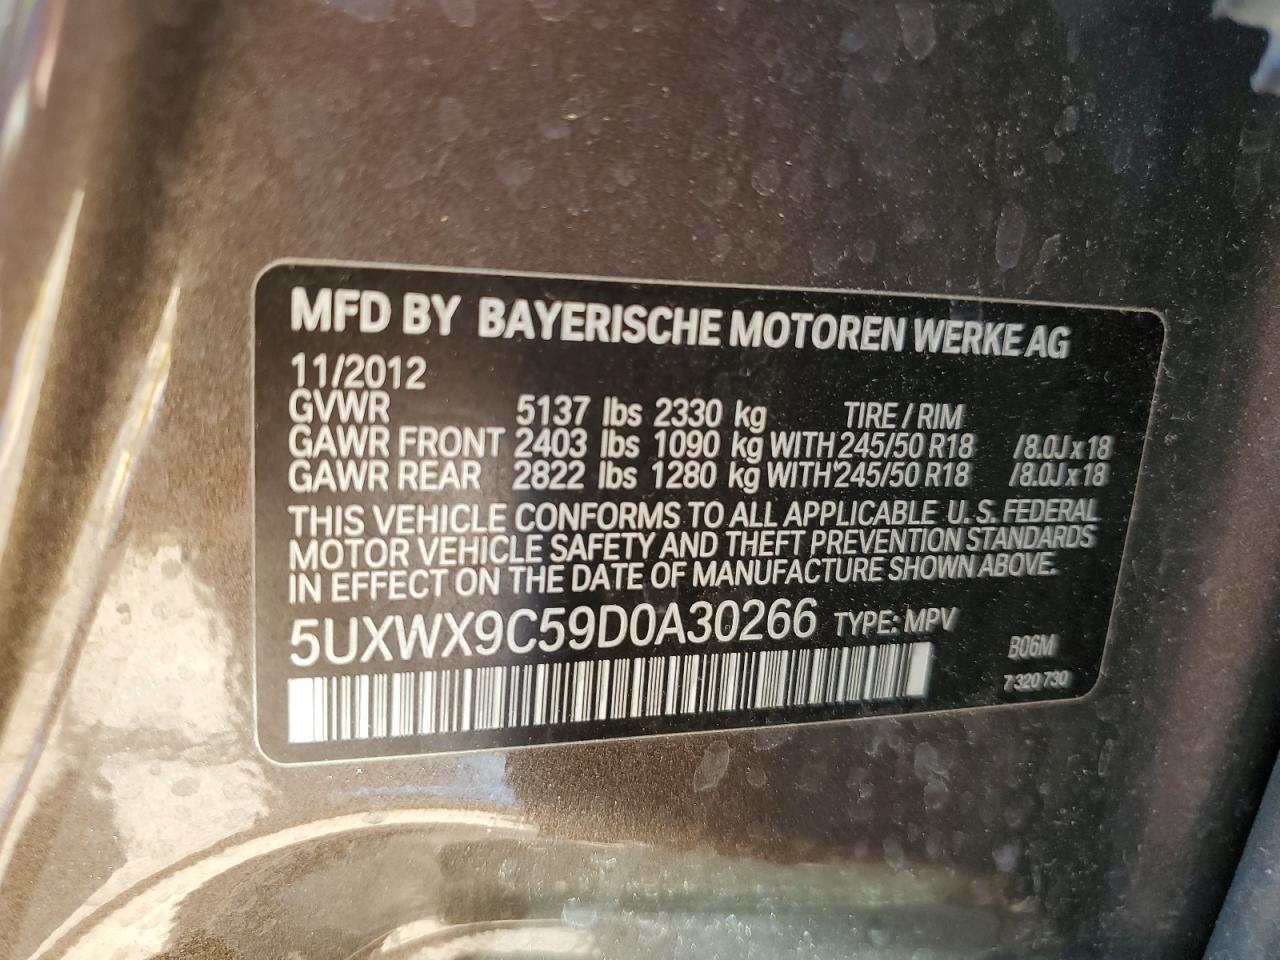 MFD BY BAYERISCHE MOTOREN WERKE AG
11/2012
GVWR 5137 lbs 2330 kg TIRE / RIM
GAWR FRONT 2403 lbs 1090 kg WITH 245/50 R18 /8.0J x 18
GAWR REAR 2822 lbs 1280 kg WITH 245/50 R18 /8.0J x 18
THIS VEHICLE CONFORMS TO ALL APPLICABLE U.S. FEDERAL
MOTOR VEHICLE SAFETY AND THEFT PREVENTION STANDARDS
IN EFFECT ON THE DATE OF MANUFACTURE SHOWN ABOVE.
5UXWX9C59D0A30266 TYPE: MPV
B06M
7 320 730